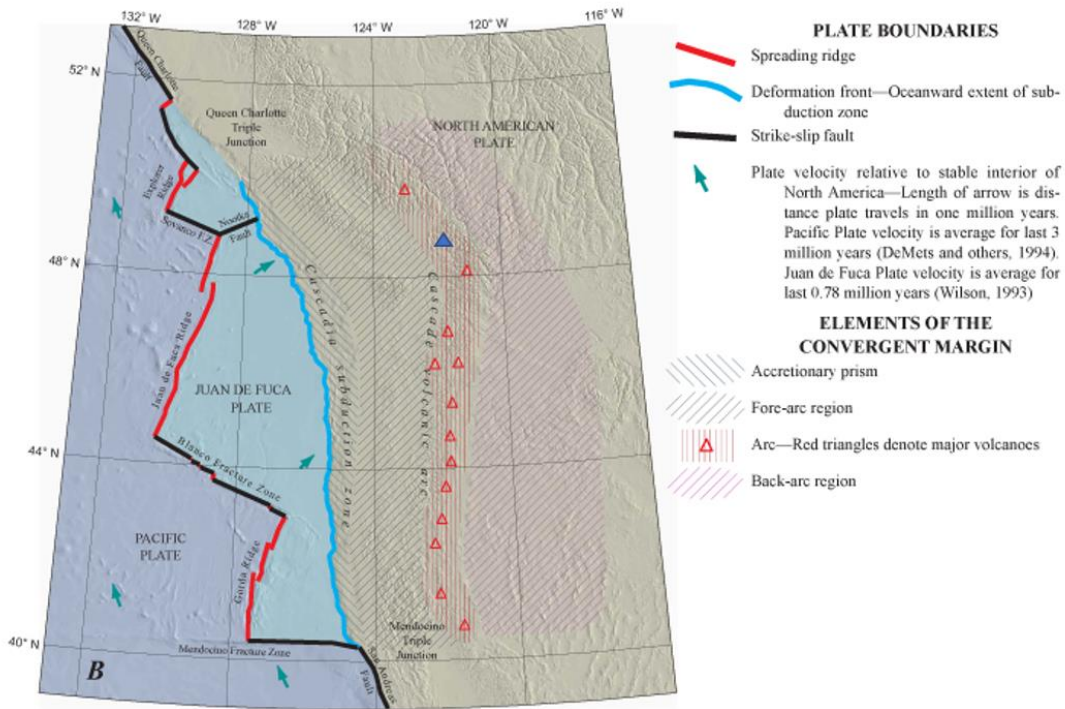 132° W
128° W
124° W
120° W
116° W
52° N
48° N
44° N
40° N
Queen Charlotte
Fault
Queen Charlotte
Triple
Junction
NORTH AMERICAN
PLATE
Explorer
Ridge
Sovanco F.Z.
Nootka
Fault
Juan de Fuca Ridge
JUAN DE FUCA
PLATE
Cascadia subduction zone
Cascade volcanic arc
Blanco Fracture Zone
PACIFIC
PLATE
Gorda Ridge
Mendocino
Triple
Junction
Mendocino Fracture Zone
San Andreas
Fault
B
PLATE BOUNDARIES
Spreading ridge
Deformation front—Oceanward extent of sub-
duction zone
Strike-slip fault
Plate velocity relative to stable interior of
North America—Length of arrow is dis-
tance plate travels in one million years.
Pacific Plate velocity is average for last 3
million years (DeMets and others, 1994).
Juan de Fuca Plate velocity is average for
last 0.78 million years (Wilson, 1993)
ELEMENTS OF THE
CONVERGENT MARGIN
Accretionary prism
Fore-arc region
Arc—Red triangles denote major volcanoes
Back-arc region